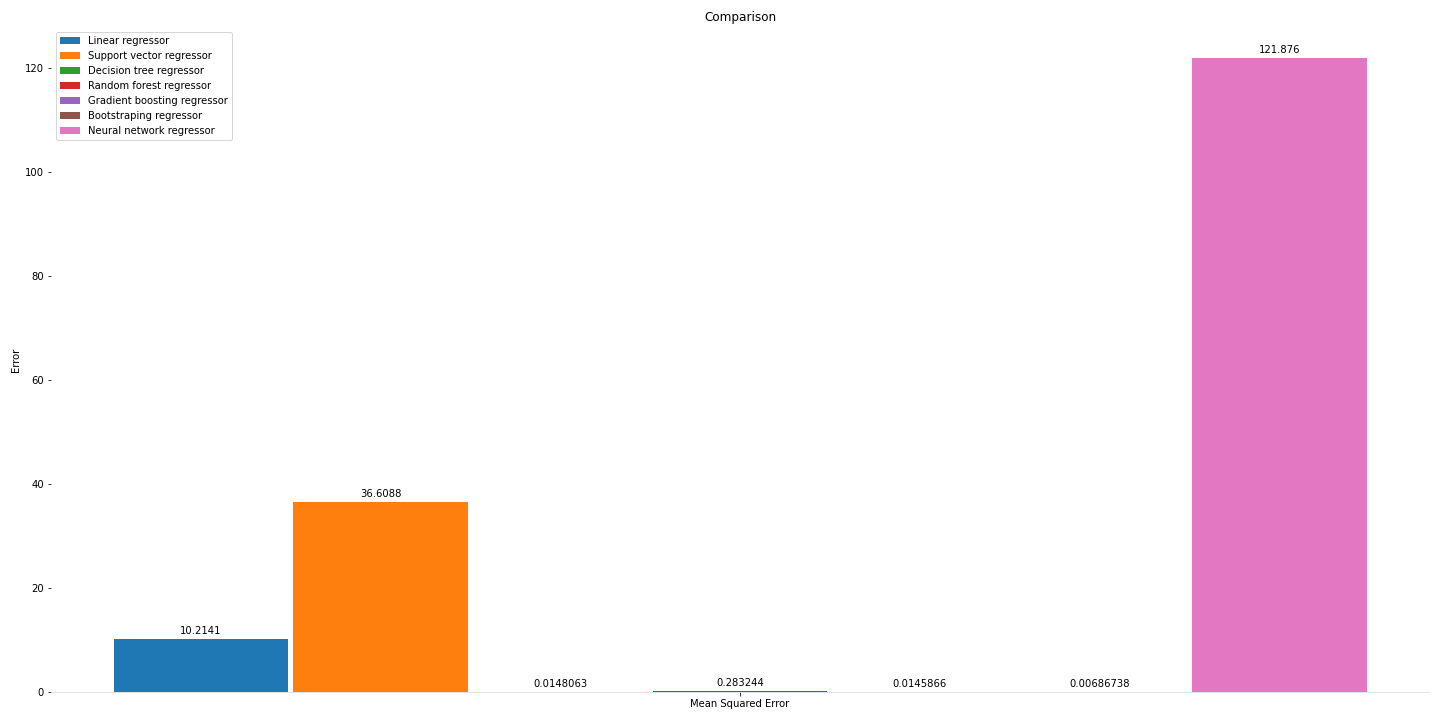 Comparison
Linear regressor
Support vector regressor
Decision tree regressor
Random forest regressor
Gradient boosting regressor
Bootstraping regressor
Neural network regressor
121.876
120
100
80
60
40
20
0
Error
36.6088
10.2141
0.0148063
0.283244
0.0145866
0.00686738
Mean Squared Error